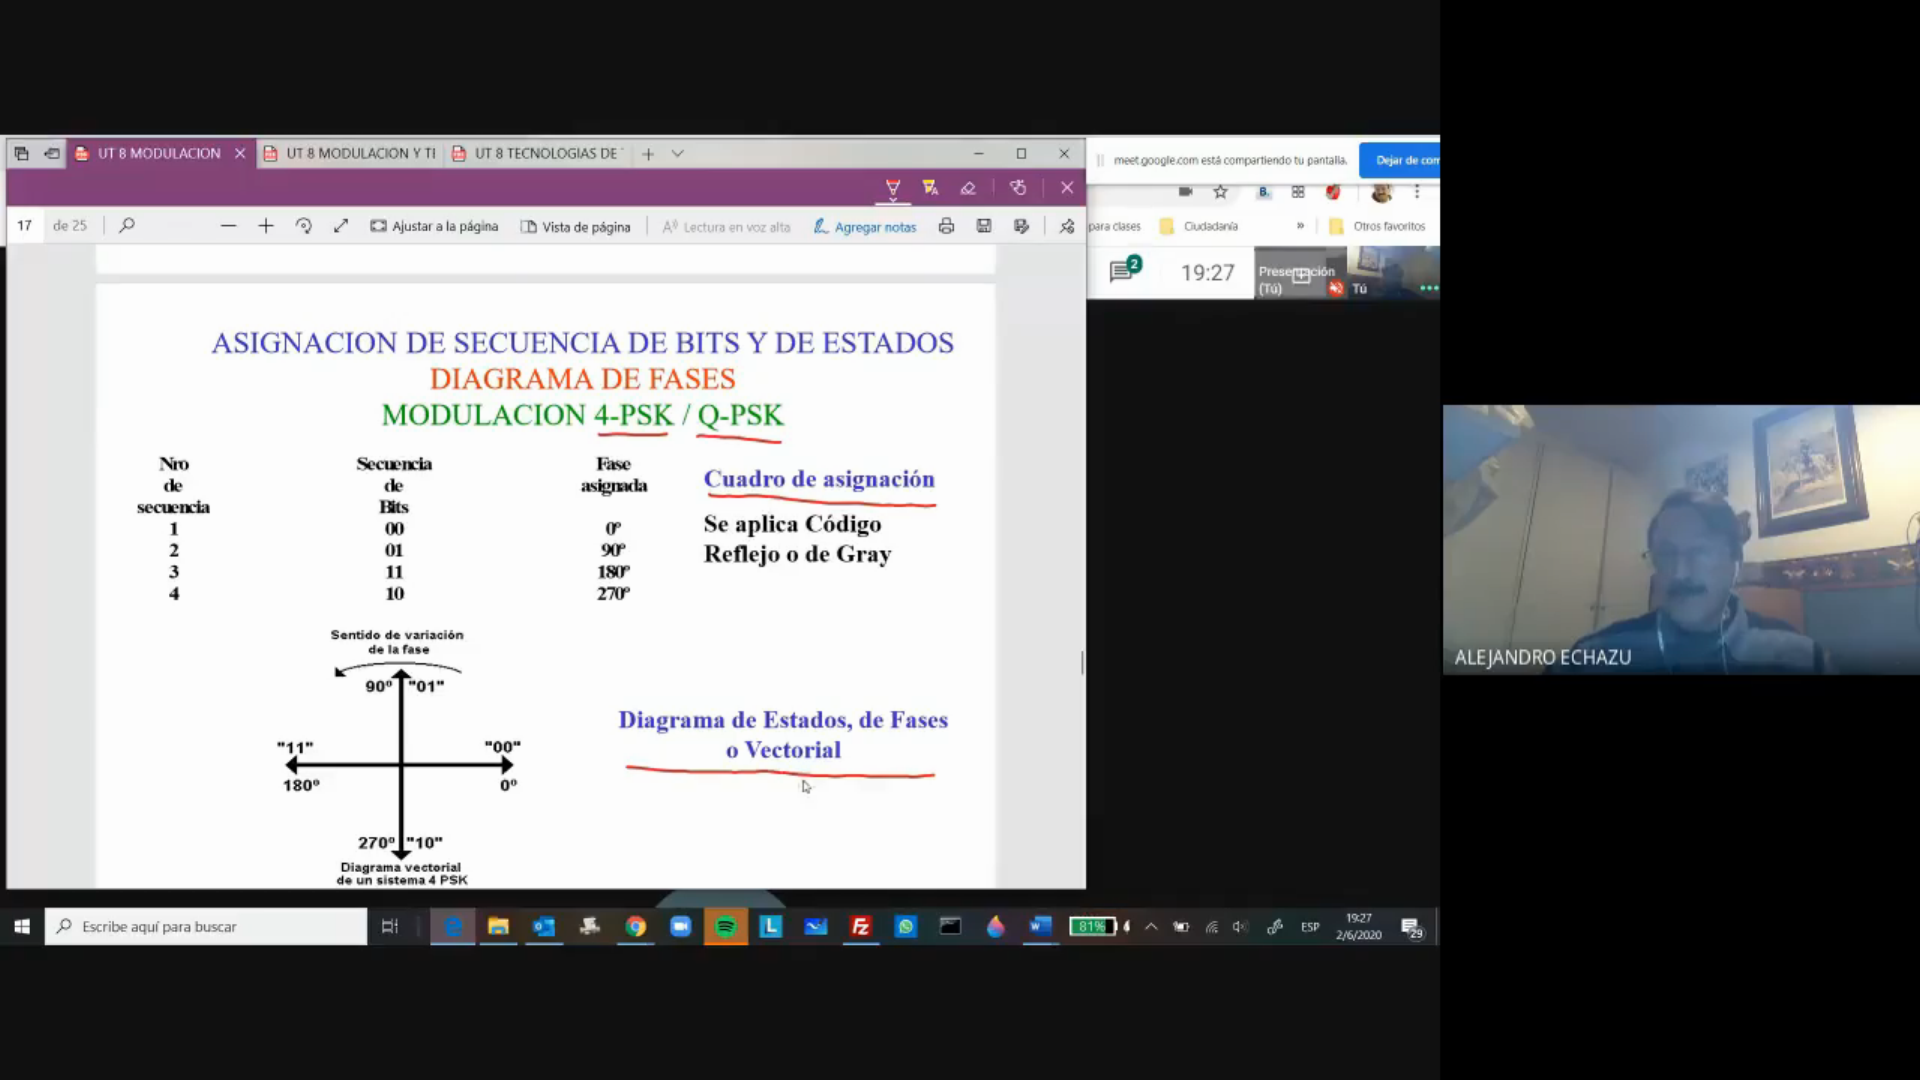 UT 8 MODULACION
UT 8 MODULACION Y TI
UT 8 TECNOLOGIAS DE
meet.google.com está compartiendo tu pantalla.
Dejar de com
17 de 25
Ajustar a la página
Vista de página
Lectura en voz alta
Agregar notas
para clases
Ciudadanía
»
Otros favoritos
2
19:27
Presentación
(Tú)
Tú
ASIGNACION DE SECUENCIA DE BITS Y DE ESTADOS
DIAGRAMA DE FASES
MODULACION 4-PSK / Q-PSK
Nro Secuencia Fase
de de asignada
secuencia Bits
1 00 0º
2 01 90º
3 11 180º
4 10 270º
Cuadro de asignación
Se aplica Código
Reflejo o de Gray
Sentido de variación
de la fase
90º "01"
"11" "00"
180º 0º
270º "10"
Diagrama vectorial
de un sistema 4 PSK
Diagrama de Estados, de Fases
o Vectorial
ALEJANDRO ECHAZU
Escribe aquí para buscar
81%
ESP
19:27
2/6/2020
29